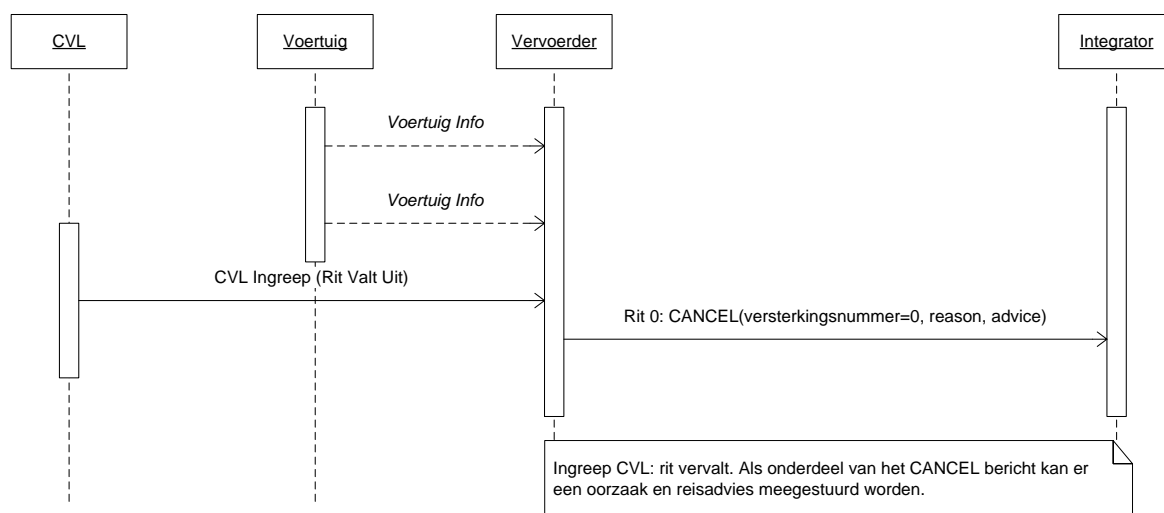 CVL
Voertuig
Vervoerder
Integrator
Voertuig Info
Voertuig Info
CVL Ingreep (Rit Valt Uit)
Rit 0: CANCEL(versterkingsnummer=0, reason, advice)
Ingreep CVL: rit vervalt. Als onderdeel van het CANCEL bericht kan er
een oorzaak en reisadvies meegestuurd worden.